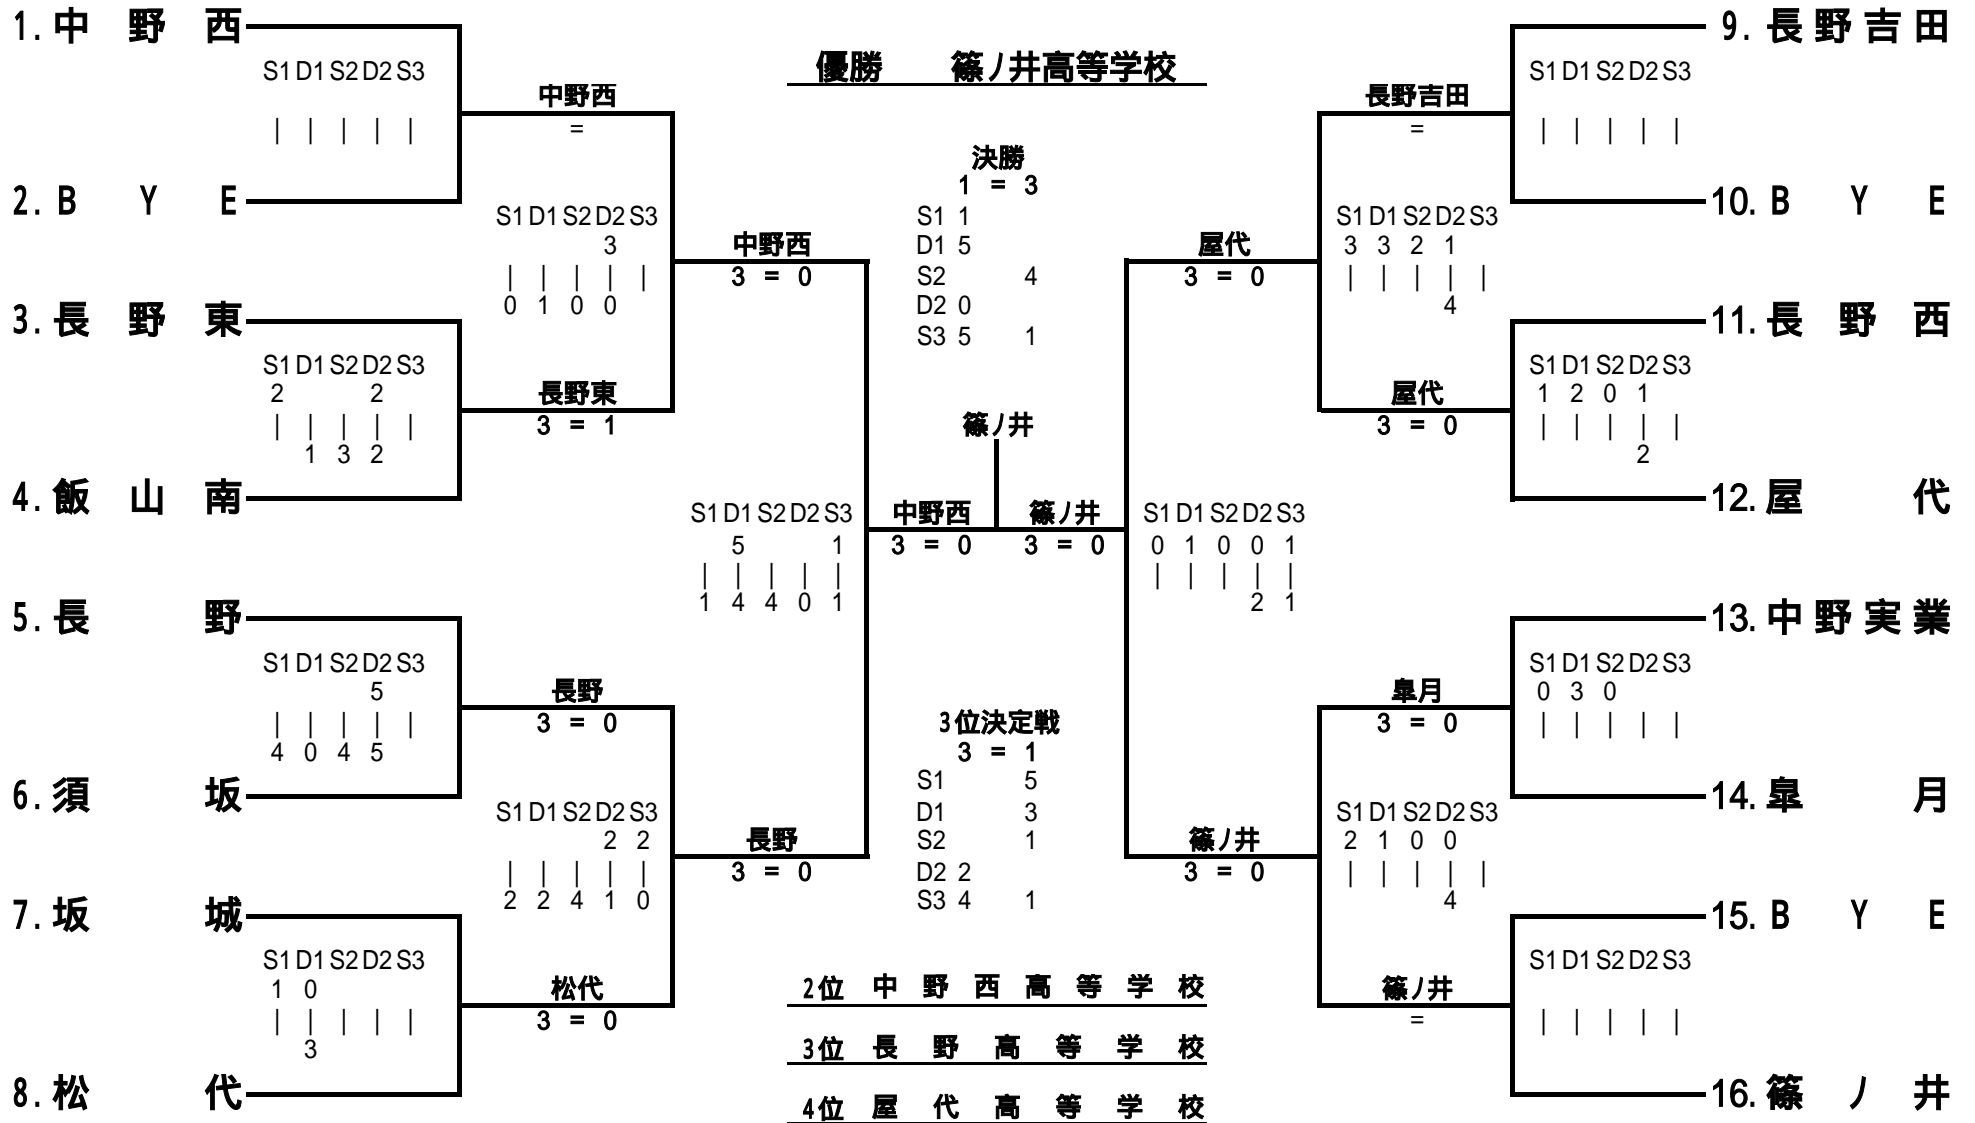 1. 中野西
S1 D1 S2 D2 S3
| | | | |
2. BYE
中野西
=
3. 長野東
S1 D1 S2 D2 S3
2 2
| | | | |
1 3 2
4. 飯山南
長野東
3 = 1
S1 D1 S2 D2 S3
3
| | | | |
0 1 0 0
中野西
3 = 0
5. 長野
S1 D1 S2 D2 S3
5
| | | | |
4 0 4 5
6. 須坂
長野
3 = 0
7. 坂城
S1 D1 S2 D2 S3
1 0
| | | | |
3
8. 松代
松代
3 = 0
S1 D1 S2 D2 S3
2 2
| | | | |
2 2 4 1 0
長野
3 = 0
S1 D1 S2 D2 S3
5 1
| | | | |
1 4 4 0 1
中野西
3 = 0
優勝 篠ノ井高等学校
決勝
1 = 3
S1 1
D1 5
S2 4
D2 0
S3 5 1
篠ノ井
篠ノ井
3 = 0
3位決定戦
3 = 1
S1 5
D1 3
S2 1
D2 2
S3 4 1
2位 中野西高等学校
3位 長野高等学校
4位 屋代高等学校
S1 D1 S2 D2 S3
0 1 0 0 1
| | | | |
2 1
屋代
3 = 0
S1 D1 S2 D2 S3
3 3 2 1
| | | | |
4
長野吉田
=
9. 長野吉田
S1 D1 S2 D2 S3
| | | | |
10. BYE
屋代
3 = 0
11. 長野西
S1 D1 S2 D2 S3
1 2 0 1
| | | | |
2
12. 屋代
篠ノ井
3 = 0
S1 D1 S2 D2 S3
2 1 0 0
| | | | |
4
皐月
3 = 0
13. 中野実業
S1 D1 S2 D2 S3
0 3 0
| | | | |
14. 皐月
篠ノ井
=
15. BYE
S1 D1 S2 D2 S3
| | | | |
16. 篠ノ井